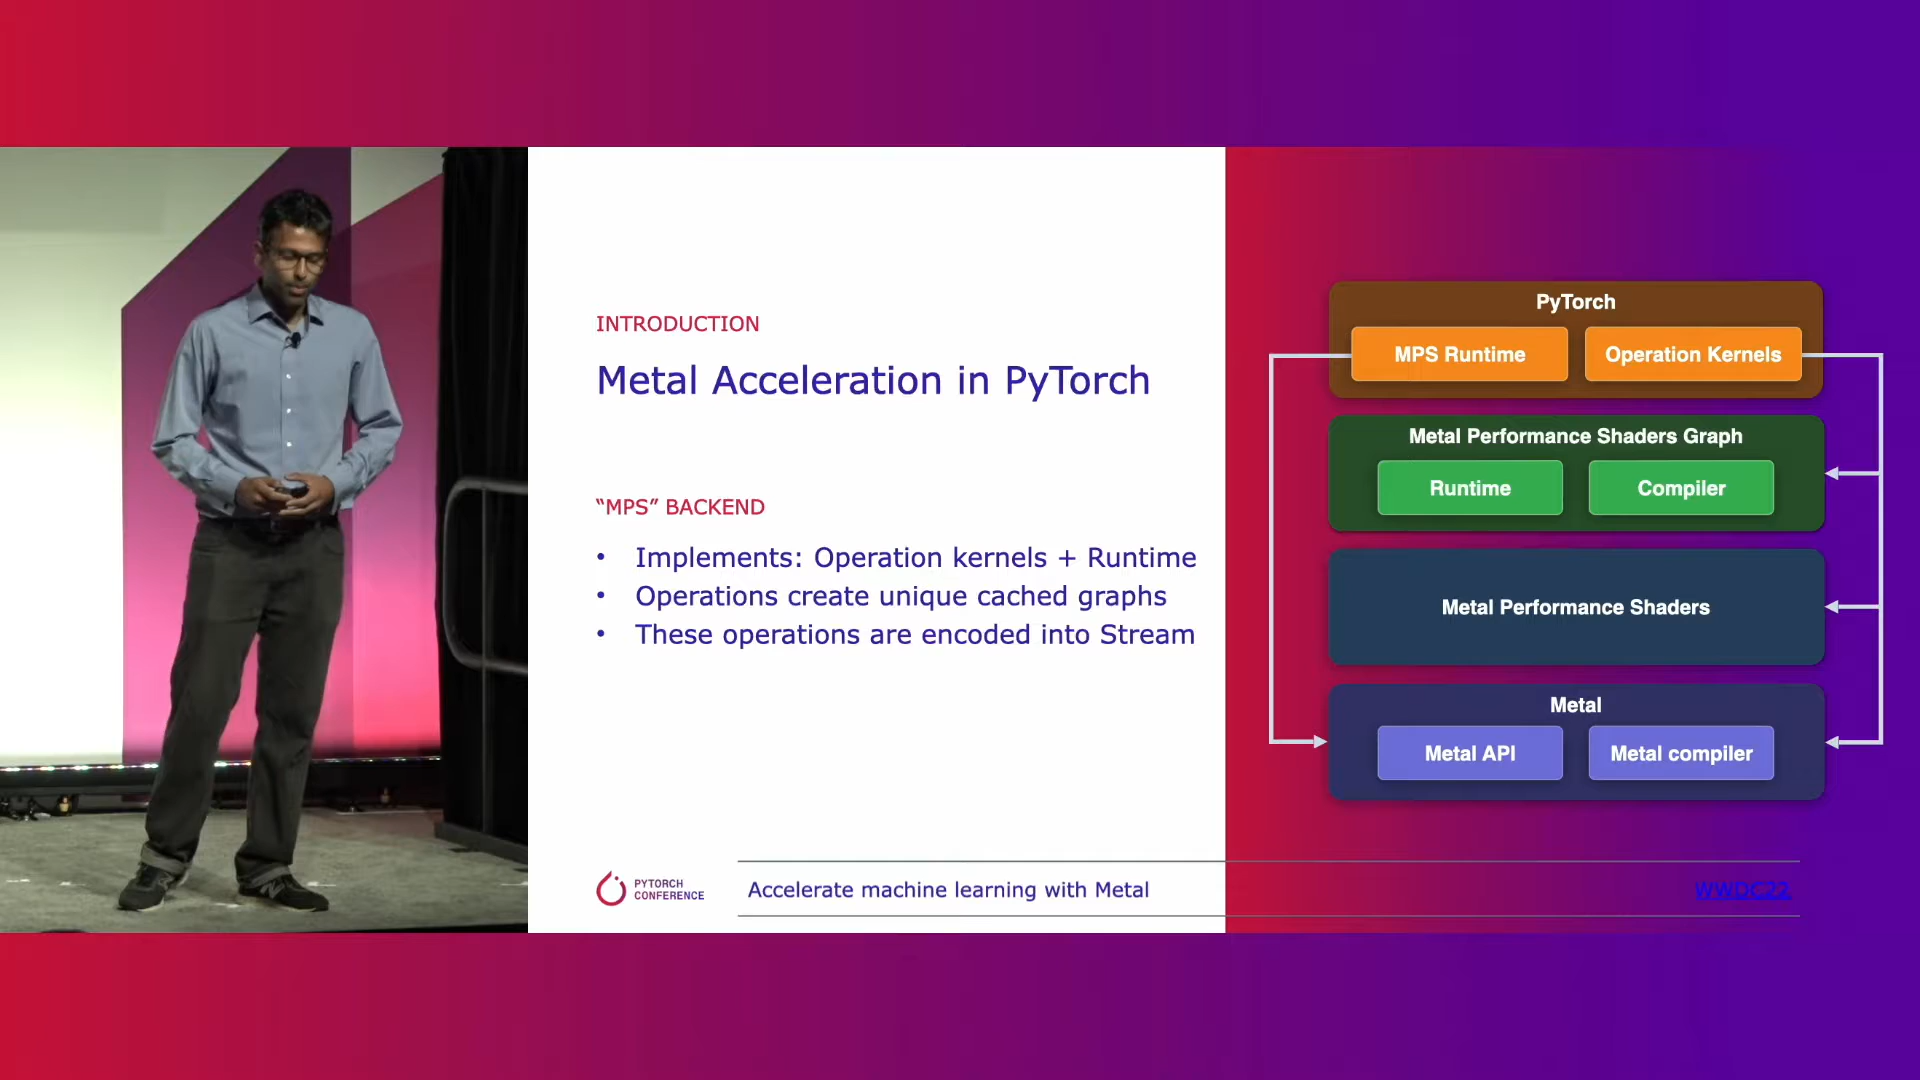 INTRODUCTION
Metal Acceleration in PyTorch
“MPS” BACKEND
• Implements: Operation kernels + Runtime
• Operations create unique cached graphs
• These operations are encoded into Stream
PyTorch
MPS Runtime
Operation Kernels
Metal Performance Shaders Graph
Runtime
Compiler
Metal Performance Shaders
Metal
Metal API
Metal compiler
PYTORCH
CONFERENCE
Accelerate machine learning with Metal
WWDC22